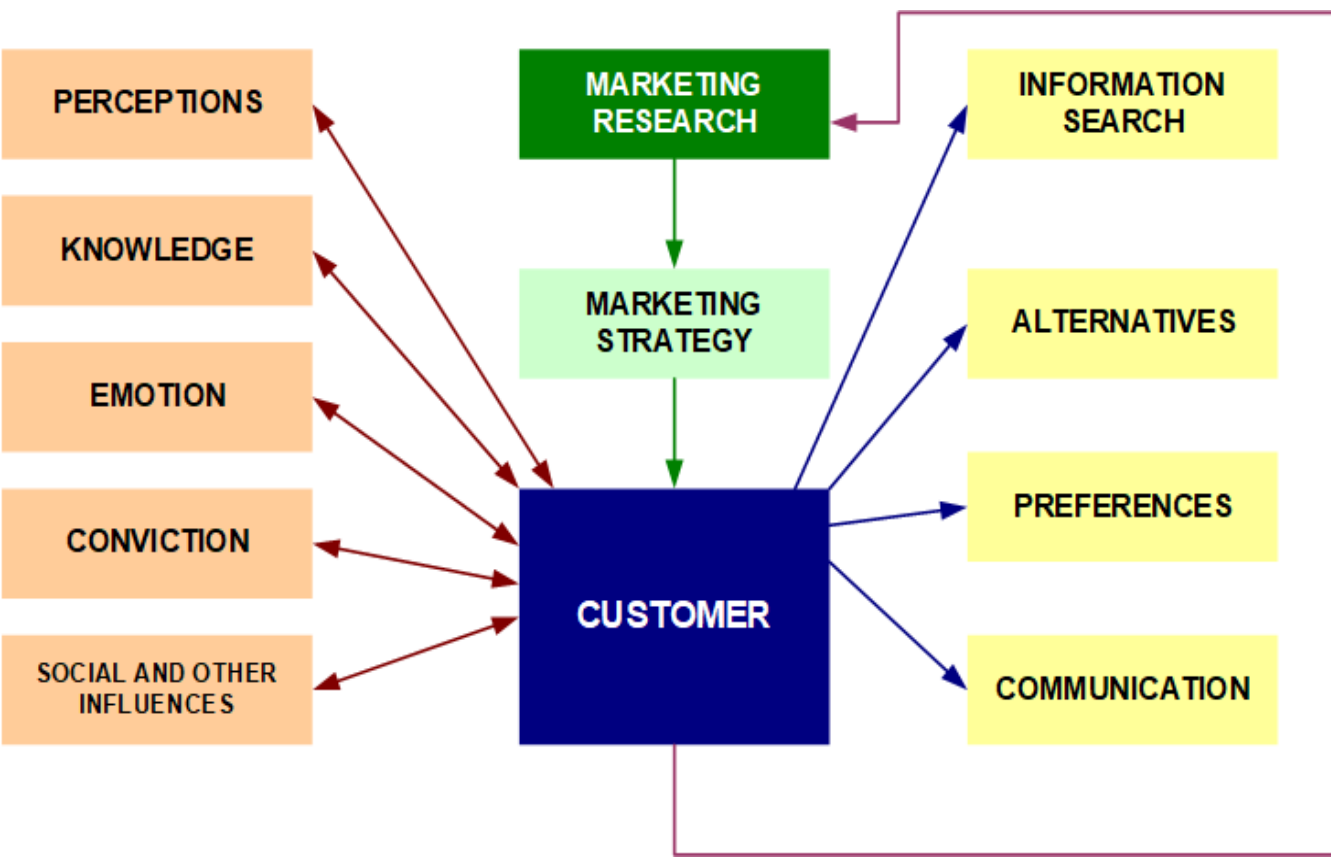 PERCEPTIONS
KNOWLEDGE
EMOTION
CONVICTION
SOCIAL AND OTHER
INFLUENCES
MARKETING
RESEARCH
MARKETING
STRATEGY
CUSTOMER
INFORMATION
SEARCH
ALTERNATIVES
PREFERENCES
COMMUNICATION